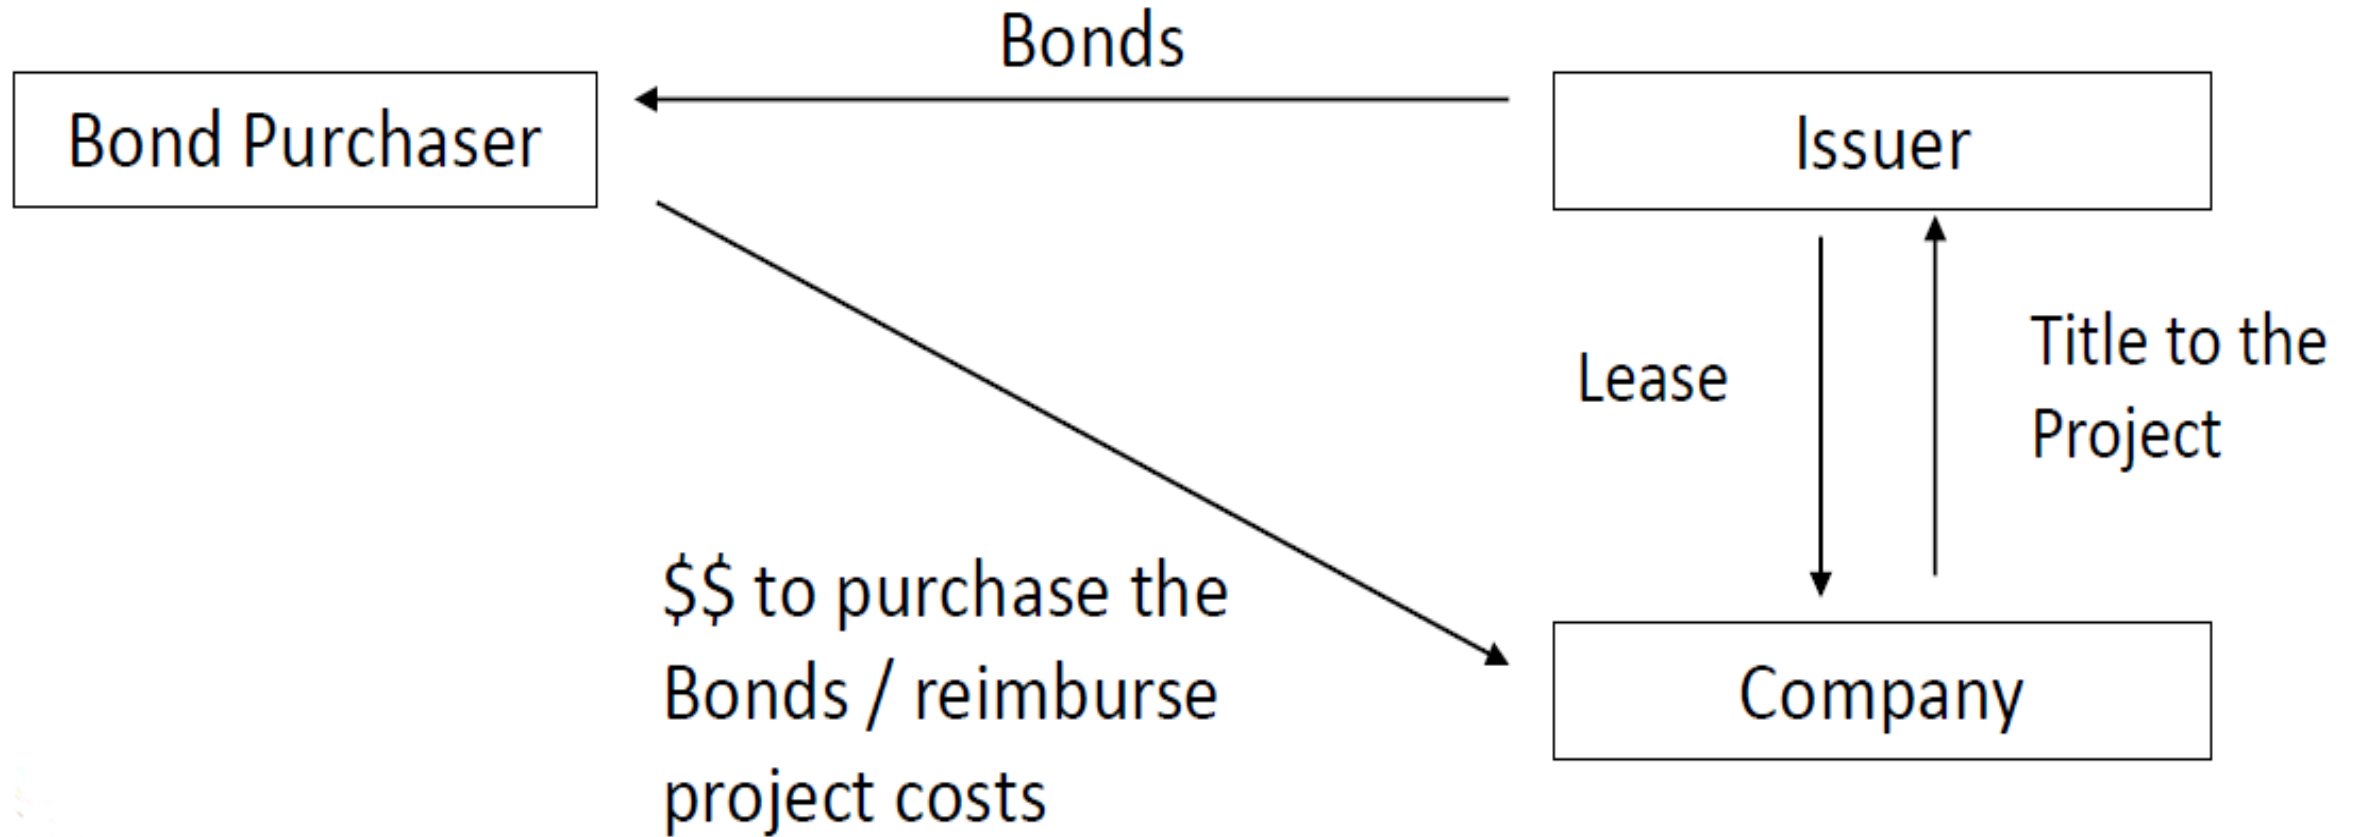 Bonds
Bond Purchaser
Issuer
Lease
Title to the
Project
$$ to purchase the
Bonds / reimburse
project costs
Company